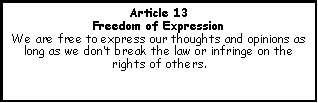 Article 13
Freedom of Expression
We are free to express our thoughts and opinions as
long as we don't break the law or infringe on the
rights of others.